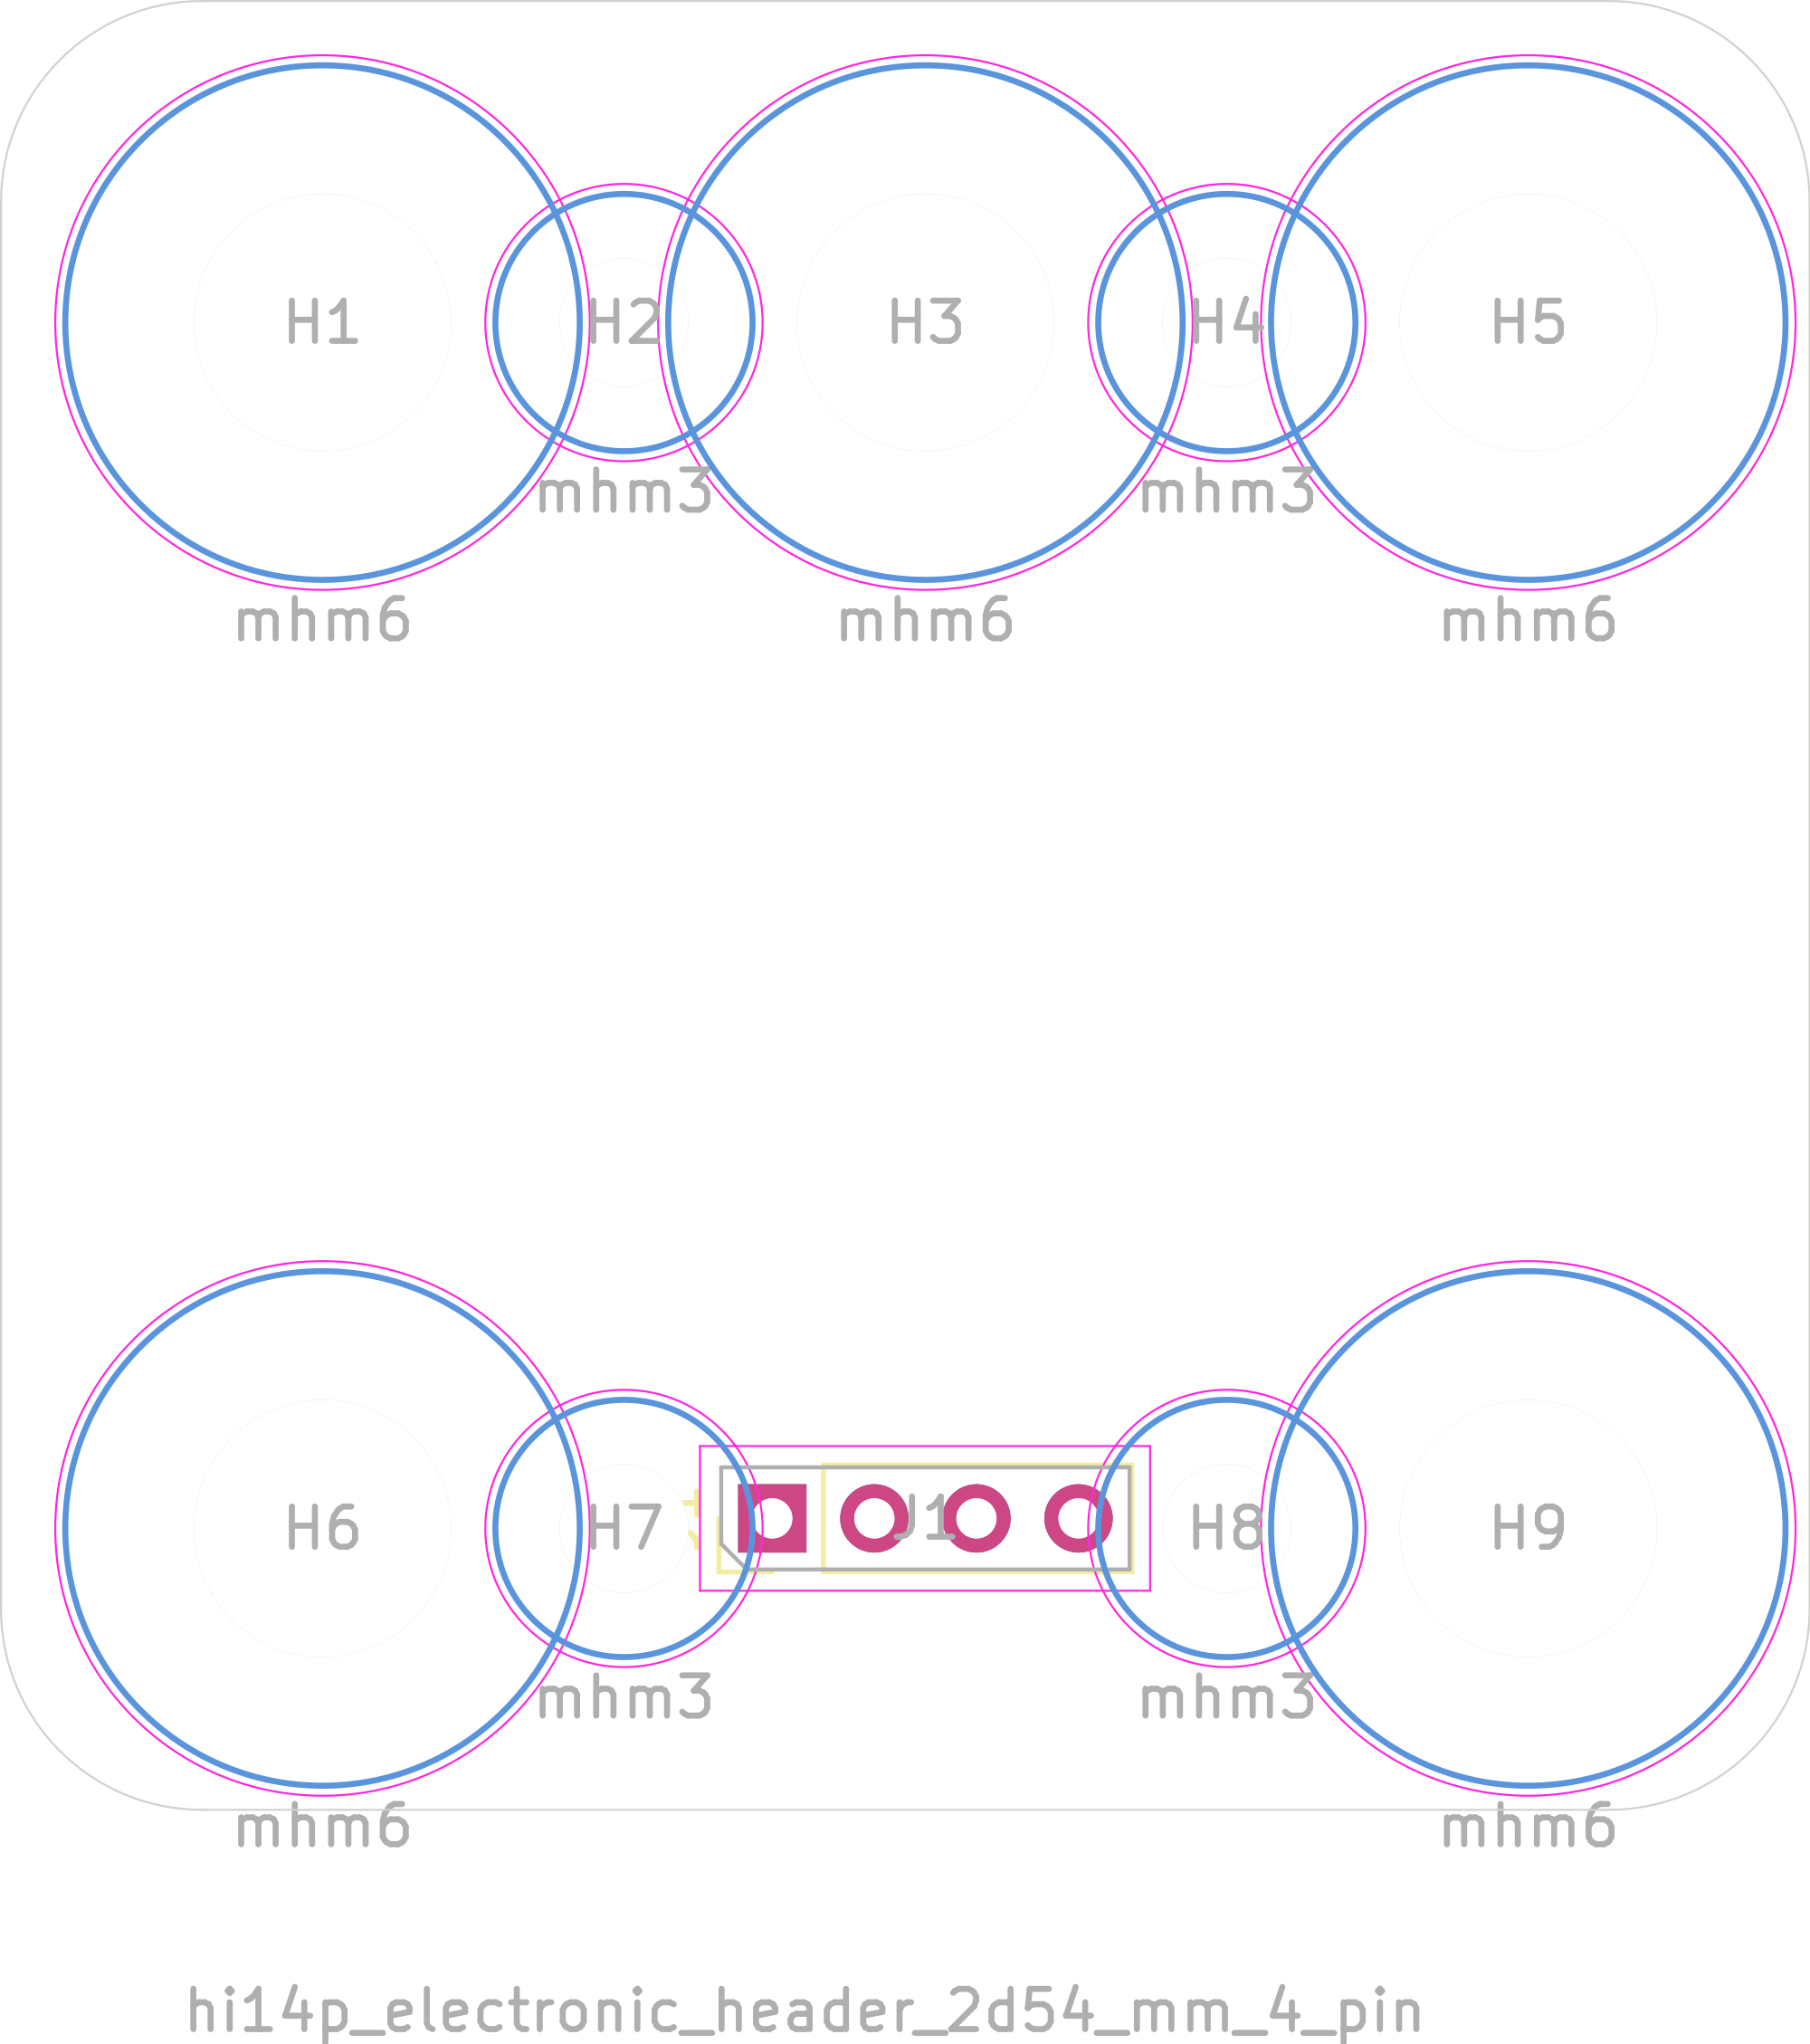 H1 H2 H3 H4 H5
mhm3 mhm3
mhm6 mhm6 mhm6
H6 H7 J1 H8 H9
mhm3 mhm3
mhm6 mhm6
hi14p_electronic_header_2d54_mm_4_pin